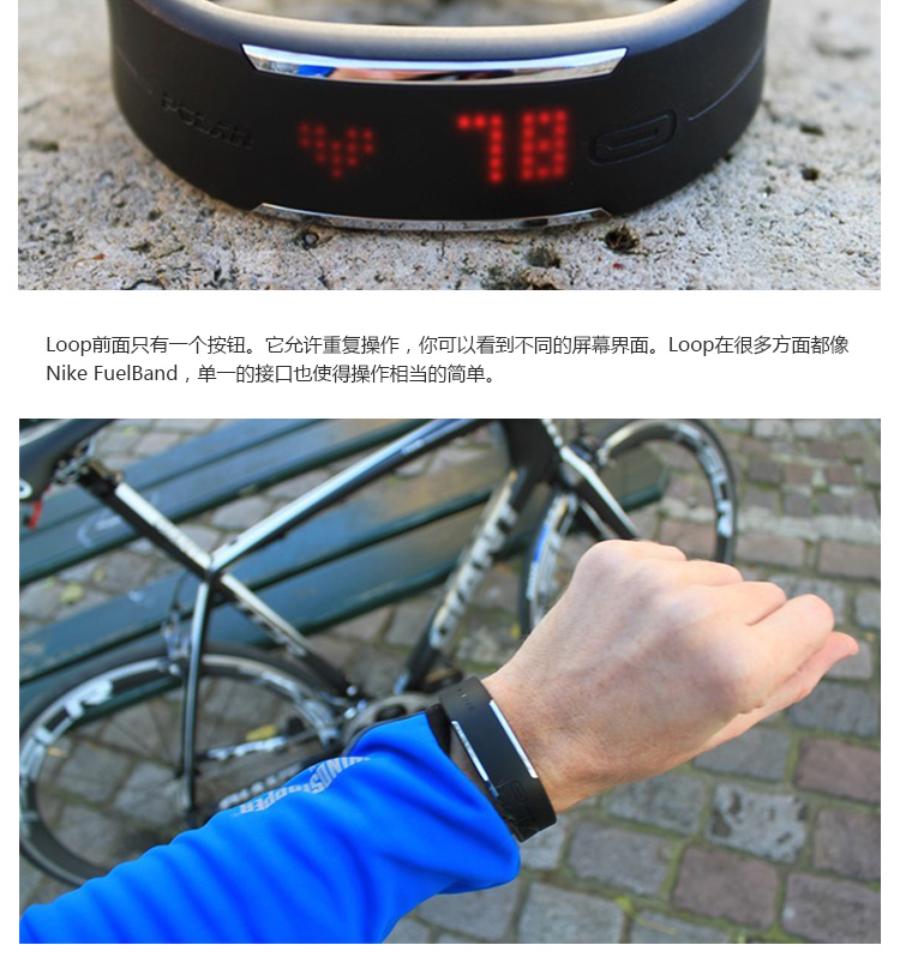 POLAR
78
Loop前面只有一个按钮。它允许重复操作，你可以看到不同的屏幕界面。Loop在很多方面都像
Nike FuelBand，单一的接口也使得操作相当的简单。
GIANT
SLR
WINDSTOPPER